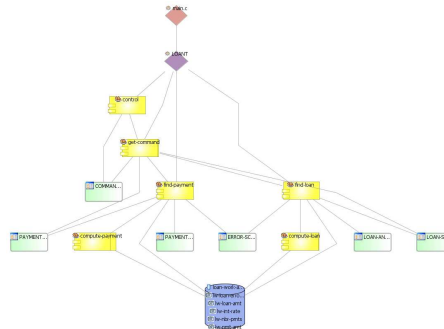 main.c
LOANT
control
get-command
COMMAN...
find-payment
find-loan
PAYMENT...
compute-payment
PAYMENT...
ERROR-SC...
compute-loan
LOAN-AN...
LOAN-S
loan-work-a...
lw-loan-amt
lw-int-rate
lw-nbr-pmts
lw-pmt-amt